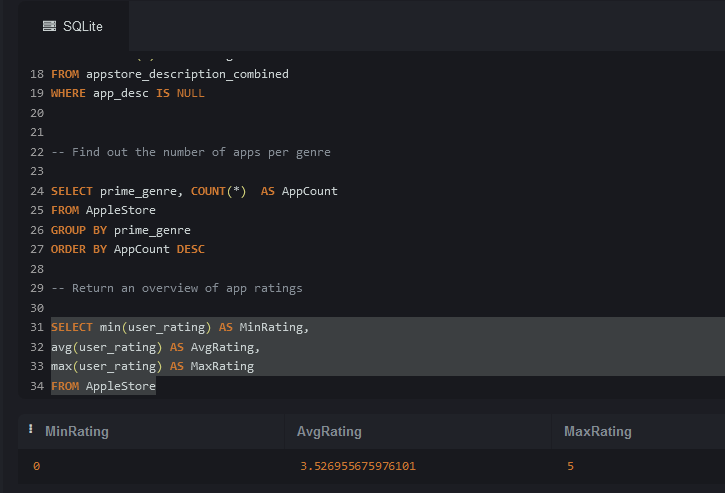 SQLite
18 FROM appstore_description_combined
19 WHERE app_desc IS NULL
20
21
22 -- Find out the number of apps per genre
23
24 SELECT prime_genre, COUNT(*)  AS AppCount
25 FROM AppleStore
26 GROUP BY prime_genre
27 ORDER BY AppCount DESC
28
29 -- Return an overview of app ratings
30
31 SELECT min(user_rating) AS MinRating,
32 avg(user_rating) AS AvgRating,
33 max(user_rating) AS MaxRating
34 FROM AppleStore
MinRating AvgRating MaxRating
0 3.526955675976101 5